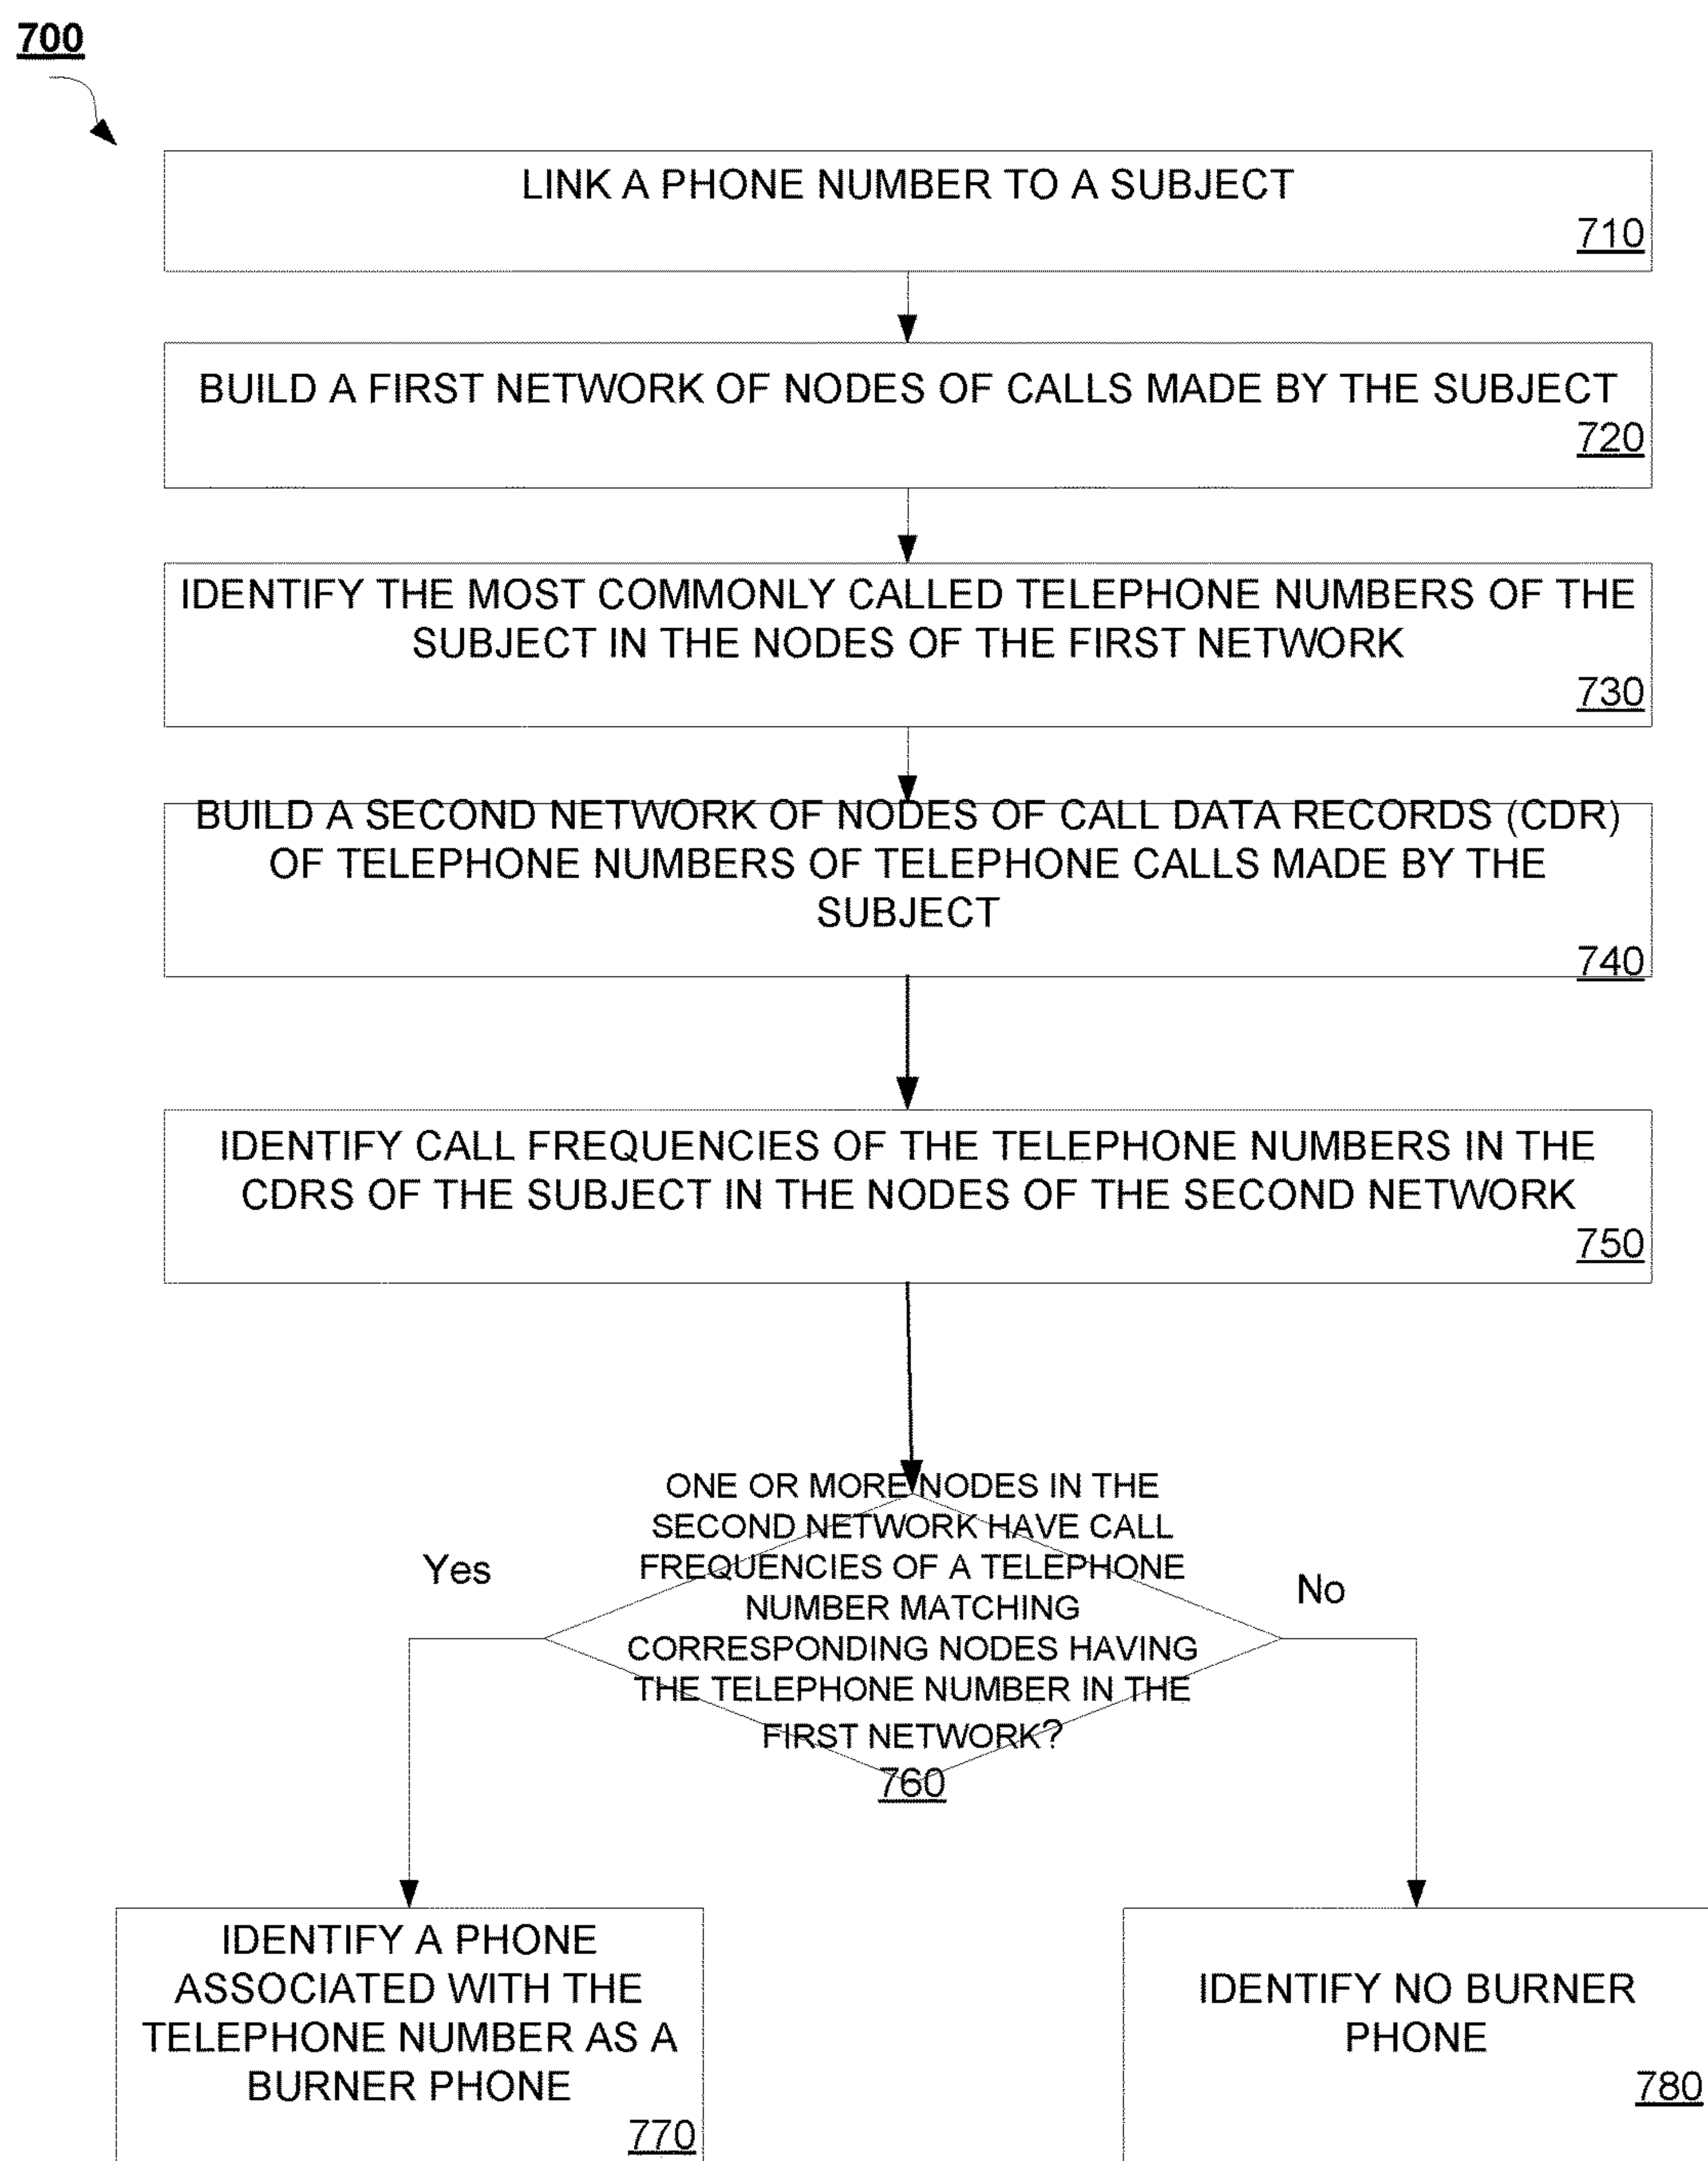 700
LINK A PHONE NUMBER TO A SUBJECT
710
BUILD A FIRST NETWORK OF NODES OF CALLS MADE BY THE SUBJECT
720
IDENTIFY THE MOST COMMONLY CALLED TELEPHONE NUMBERS OF THE
SUBJECT IN THE NODES OF THE FIRST NETWORK
730
BUILD A SECOND NETWORK OF NODES OF CALL DATA RECORDS (CDR)
OF TELEPHONE NUMBERS OF TELEPHONE CALLS MADE BY THE
SUBJECT
740
IDENTIFY CALL FREQUENCIES OF THE TELEPHONE NUMBERS IN THE
CDRS OF THE SUBJECT IN THE NODES OF THE SECOND NETWORK
750
ONE OR MORE NODES IN THE
SECOND NETWORK HAVE CALL
FREQUENCIES OF A TELEPHONE
NUMBER MATCHING
CORRESPONDING NODES HAVING
THE TELEPHONE NUMBER IN THE
FIRST NETWORK?
760
Yes
No
IDENTIFY A PHONE
ASSOCIATED WITH THE
TELEPHONE NUMBER AS A
BURNER PHONE
770
IDENTIFY NO BURNER
PHONE
780